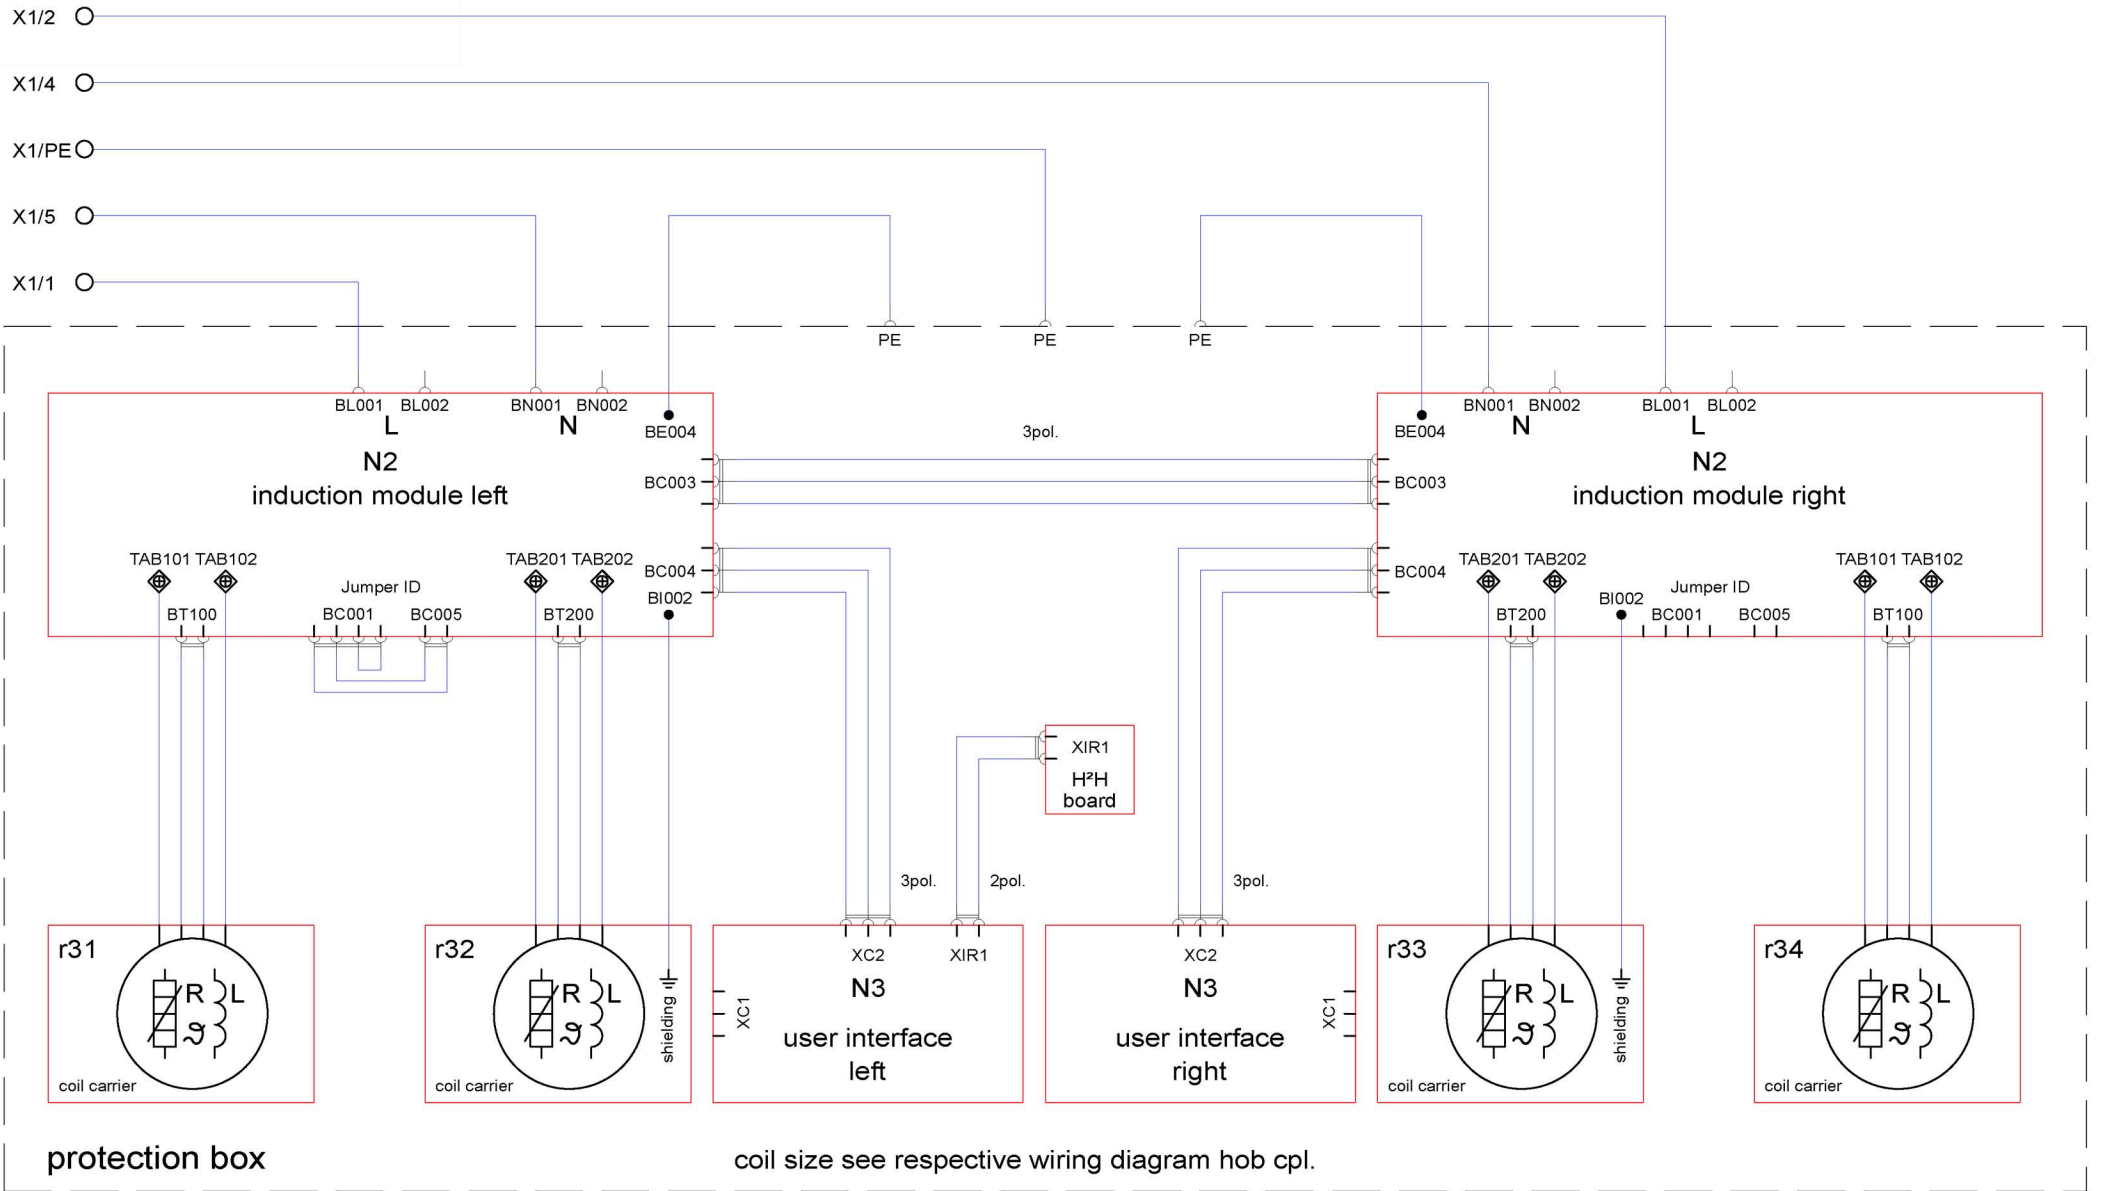 X1/2
X1/4
X1/PE
X1/5
X1/1
PE PE PE
BL001 BL002 BN001 BN002
L N
BE004
N2
induction module left
BC003
3pol.
TAB101 TAB102 TAB201 TAB202
Jumper ID
BC004
BI002
BT100 BC001 BC005 BT200
BN001 BN002 BL001 BL002
N L
BE004
N2
induction module right
BC003
BC004
TAB201 TAB202 TAB101 TAB102
Jumper ID
BI002
BT200 BC001 BC005 BT100
XIR1
H²H
board
3pol. 2pol. 3pol.
r31
R L
ϑ
coil carrier
r32
R L
ϑ
shielding
coil carrier
XC2 XIR1
N3
XC1
user interface
left
XC2
N3
XC1
user interface
right
r33
R L
ϑ
shielding
coil carrier
r34
R L
ϑ
coil carrier
protection box
coil size see respective wiring diagram hob cpl.